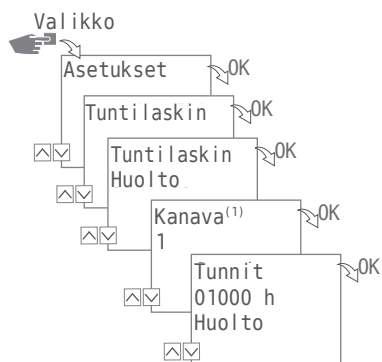 Valikko
Asetukset OK
Tuntilaskin OK
Tuntilaskin OK
Huolto
Kanava(1) OK
1
Tunnit OK
01000 h
Huolto